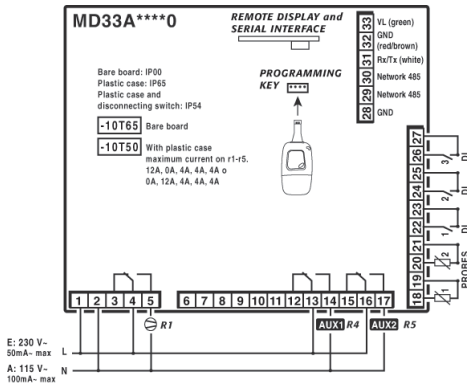 MD33A****0
REMOTE DISPLAY and
SERIAL INTERFACE
33 VL (green)
32 GND
31 (red/brown)
30 Rx/Tx (white)
29 Network 485
28 Network 485
GND
Bare board: IP00
Plastic case: IP65
Plastic case and
disconnecting switch: IP54
PROGRAMMING
KEY
-10T65 Bare board
-10T50 With plastic case
maximum current on r1-r5.
12A, 0A, 4A, 4A, 4A o
0A, 12A, 4A, 4A, 4A
27
26
25
24
23
22
21
20
19
18
3 DI
2 DI
1 DI
2
1
PROBES
1 2 3 4 5 6 7 8 9 10 11 12 13 14 15 16 17
R1 AUX1 R4 AUX2 R5
E: 230 V~
50mA~ max L
A: 115 V~ N
100mA~ max